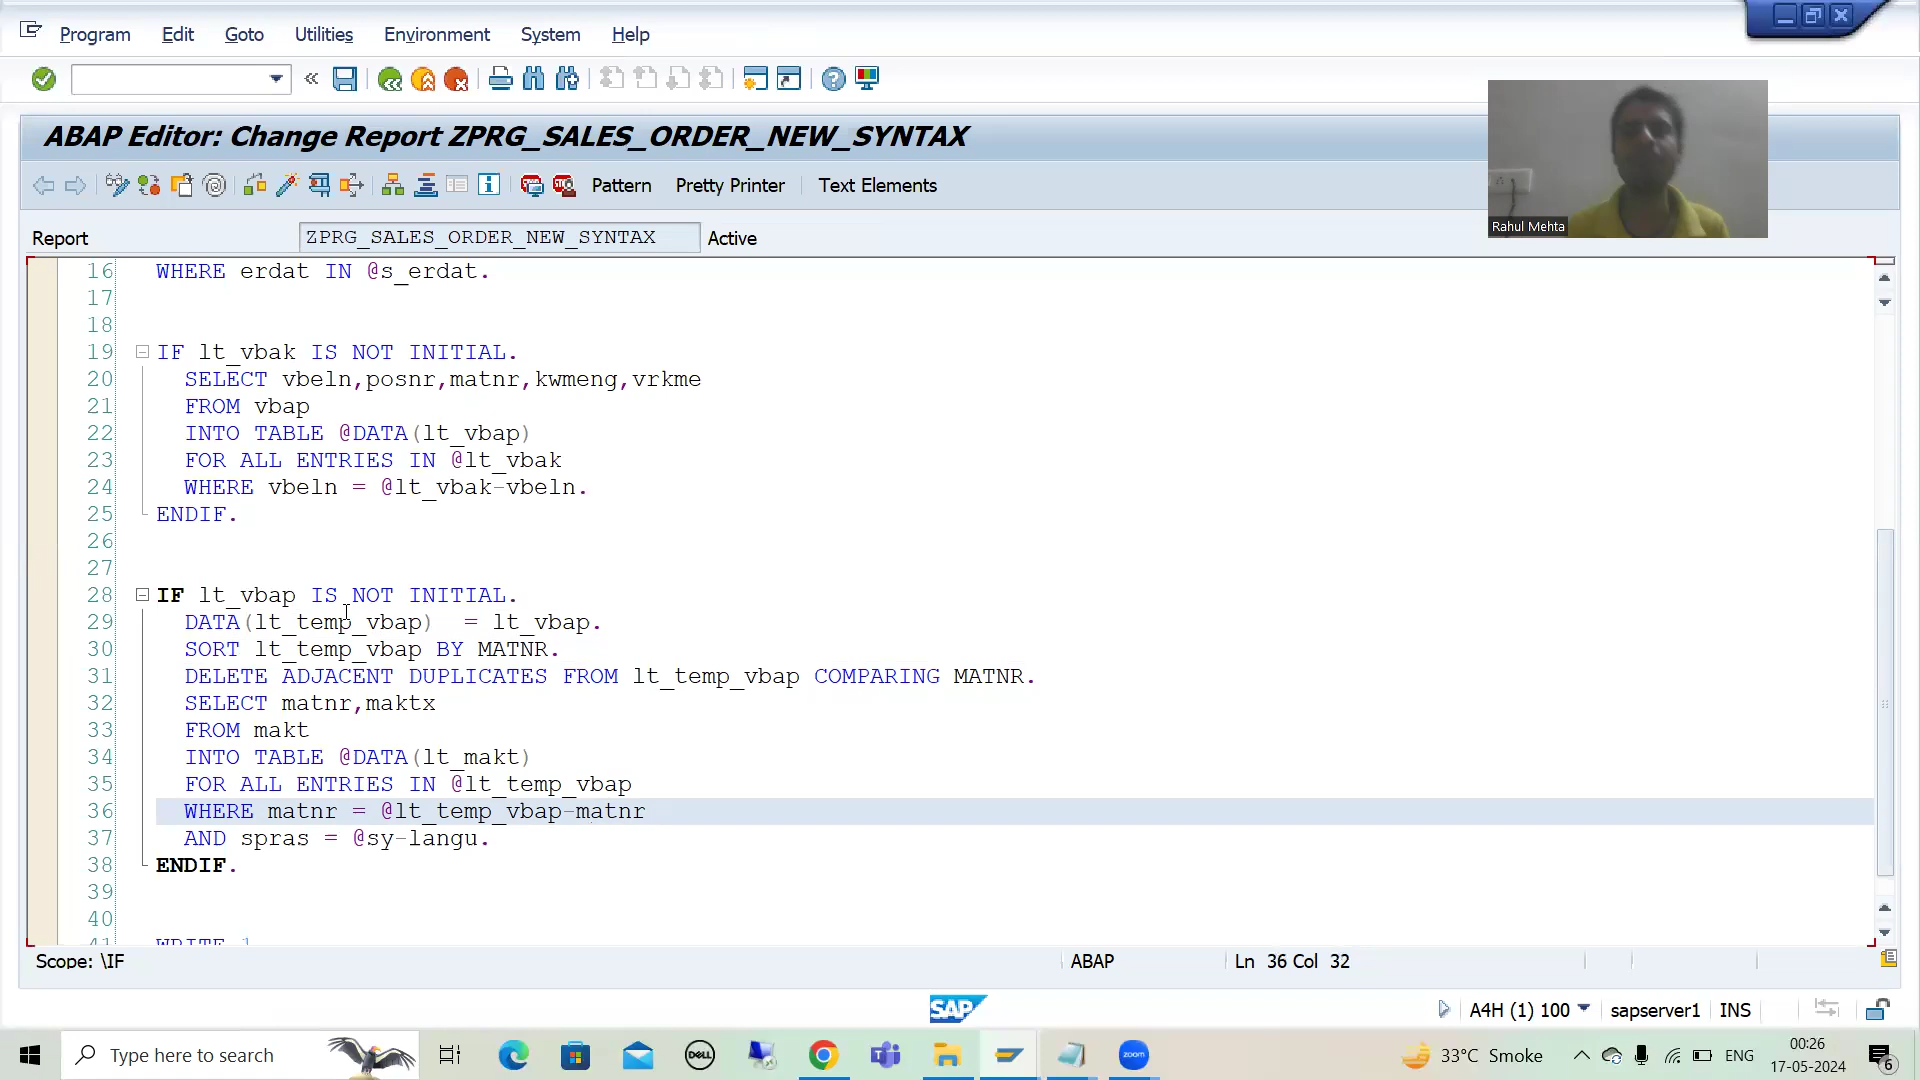 Program Edit Goto Utilities Environment System Help
ABAP Editor: Change Report ZPRG_SALES_ORDER_NEW_SYNTAX
Pattern Pretty Printer Text Elements
Rahul Mehta
Report ZPRG_SALES_ORDER_NEW_SYNTAX Active
16 WHERE erdat IN @s_erdat.
17
18
19 IF lt_vbak IS NOT INITIAL.
20 SELECT vbeln,posnr,matnr,kwmeng,vrkme
21 FROM vbap
22 INTO TABLE @DATA(lt_vbap)
23 FOR ALL ENTRIES IN @lt_vbak
24 WHERE vbeln = @lt_vbak-vbeln.
25 ENDIF.
26
27
28 IF lt_vbap IS NOT INITIAL.
29 DATA(lt_temp_vbap)  = lt_vbap.
30 SORT lt_temp_vbap BY MATNR.
31 DELETE ADJACENT DUPLICATES FROM lt_temp_vbap COMPARING MATNR.
32 SELECT matnr,maktx
33 FROM makt
34 INTO TABLE @DATA(lt_makt)
35 FOR ALL ENTRIES IN @lt_temp_vbap
36 WHERE matnr = @lt_temp_vbap-matnr
37 AND spras = @sy-langu.
38 ENDIF.
39
40
41 WRITE 1
Scope: \IF ABAP Ln 36 Col 32
SAP A4H (1) 100 sapserver1 INS
Type here to search DELL zoom 33°C Smoke ENG 00:26
17-05-2024 6